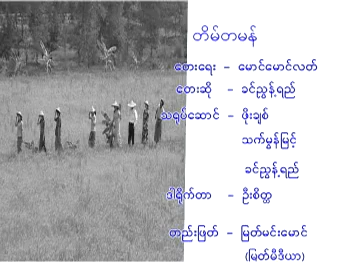 တိမ်တမန်
တေးရေး – မောင်မောင်လတ်
တေးဆို – ခင်ညွန့်ရည်
သရုပ်ဆောင် – ဖိုးချစ်
သက်မွန်မြင့်
ခင်ညွန့်ရည်
ဒါရိုက်တာ – ဦးစိတ္တ
တည်းဖြတ် – မြတ်မင်းမောင်
(မြတ်မီဒီယာ)